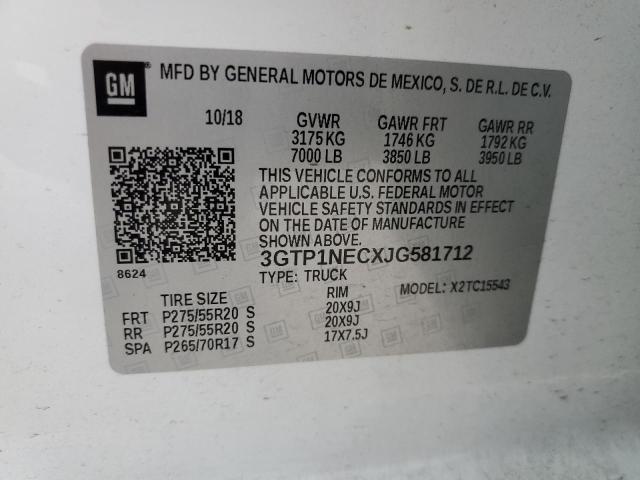 GM
MFD BY GENERAL MOTORS DE MEXICO, S. DE R.L. DE C.V.
10/18 GVWR GAWR FRT GAWR RR
3175 KG 1746 KG 1792 KG
7000 LB 3850 LB 3950 LB
THIS VEHICLE CONFORMS TO ALL
APPLICABLE U.S. FEDERAL MOTOR
VEHICLE SAFETY STANDARDS IN EFFECT
ON THE DATE OF MANUFACTURE
SHOWN ABOVE.
3GTP1NECXJG581712
8624
TYPE: TRUCK MODEL: X2TC15543
TIRE SIZE RIM
FRT P275/55R20 S 20X9J
RR P275/55R20 S 20X9J
SPA P265/70R17 S 17X7.5J